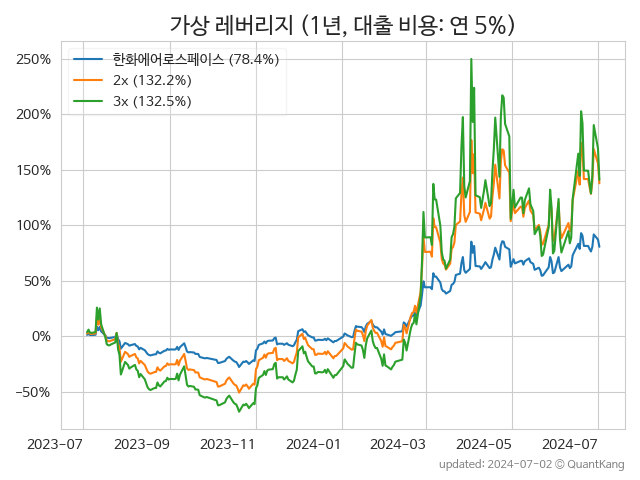 가상 레버리지 (1년, 대출 비용: 연 5%)
한화에어로스페이스 (78.4%)
2x (132.2%)
3x (132.5%)
250%
200%
150%
100%
50%
0%
−50%
2023-07 2023-09 2023-11 2024-01 2024-03 2024-05 2024-07
updated: 2024-07-02 © QuantKang